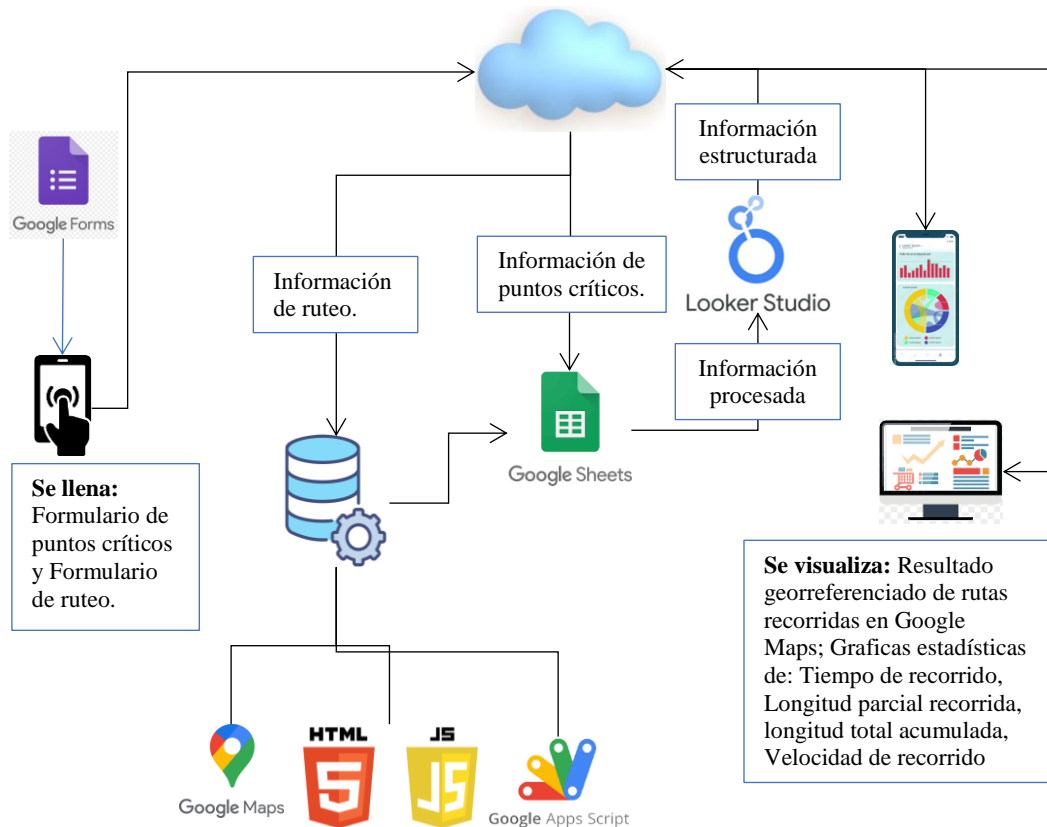 Información
estructurada
Google Forms
Información
de ruteo.
Información de
puntos críticos.
Looker Studio
Información
procesada
Google Sheets
Se llena:
Formulario de
puntos críticos
y Formulario
de ruteo.
Se visualiza: Resultado
georreferenciado de rutas
recorridas en Google
Maps; Graficas estadísticas
de: Tiempo de recorrido,
Longitud parcial recorrida,
longitud total acumulada,
Velocidad de recorrido
Google Maps
HTML
5
JS
JS
Google Apps Script